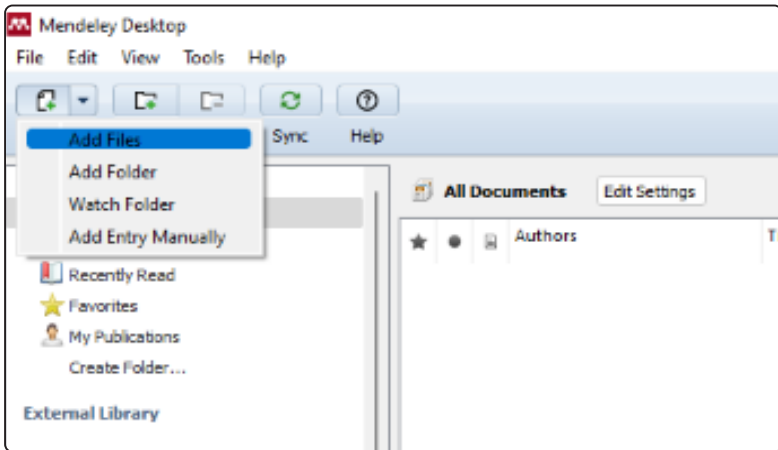 Mendeley Desktop
File Edit View Tools Help
Add Files Sync Help
Add Folder
Watch Folder
Add Entry Manually
Recently Read
Favorites
My Publications
Create Folder...
External Library
All Documents Edit Settings
Authors T